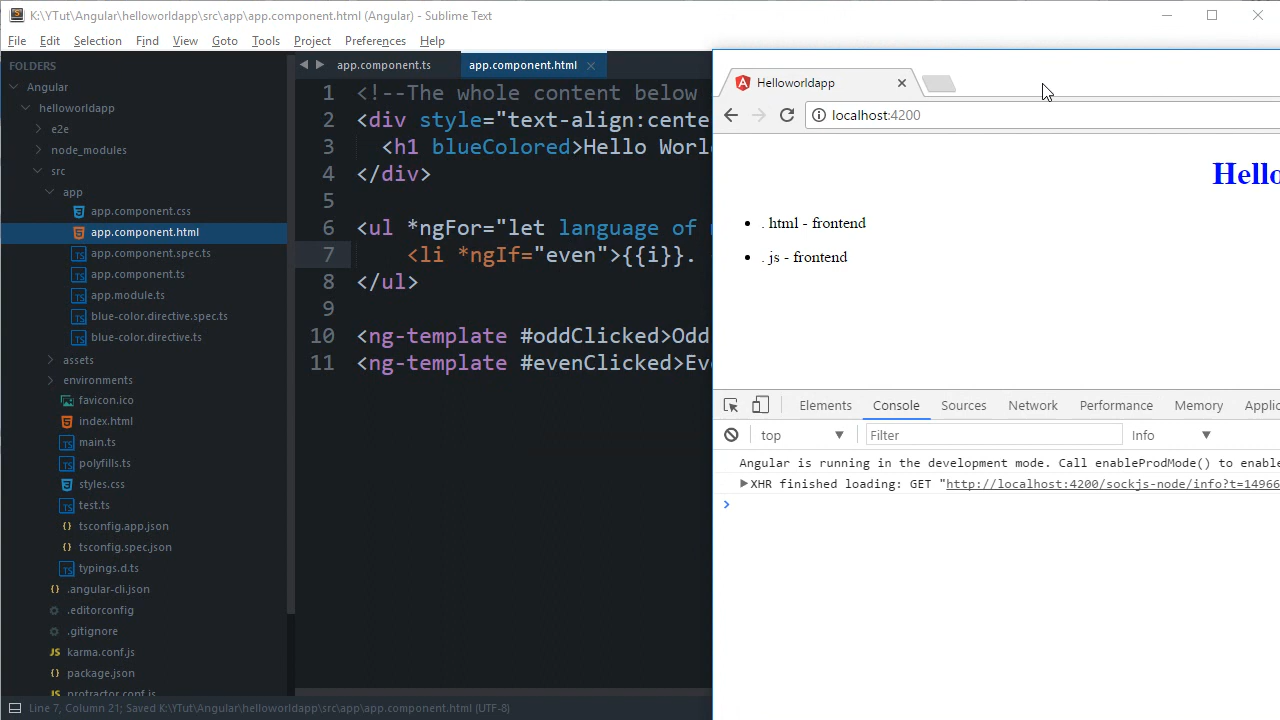 K:\YTut\Angular\helloworldapp\src\app\app.component.html (Angular) - Sublime Text
File Edit Selection Find View Goto Tools Project Preferences Help
FOLDERS
Angular
helloworldapp
e2e
node_modules
src
app
app.component.css
app.component.html
app.component.spec.ts
app.component.ts
app.module.ts
blue-color.directive.spec.ts
blue-color.directive.ts
assets
environments
favicon.ico
index.html
main.ts
polyfills.ts
styles.css
test.ts
tsconfig.app.json
tsconfig.spec.json
typings.d.ts
.angular-cli.json
.editorconfig
.gitignore
karma.conf.js
package.json
protractor.conf.js
app.component.ts app.component.html
1 <!--The whole content below
2 <div style="text-align:cente
3 <h1 blueColored>Hello Worl
4 </div>
5
6 <ul *ngFor="let language of
7 <li *ngIf="even">{{i}}.
8 </ul>
9
10 <ng-template #oddClicked>Odd
11 <ng-template #evenClicked>Ev
Line 7, Column 21; Saved K:\YTut\Angular\helloworldapp\src\app\app.component.html (UTF-8)
Helloworldapp
localhost:4200
Hello
. html - frontend
. js - frontend
Elements Console Sources Network Performance Memory Applic
top Filter Info
Angular is running in the development mode. Call enableProdMode() to enable
XHR finished loading: GET "http://localhost:4200/sockjs-node/info?t=14966